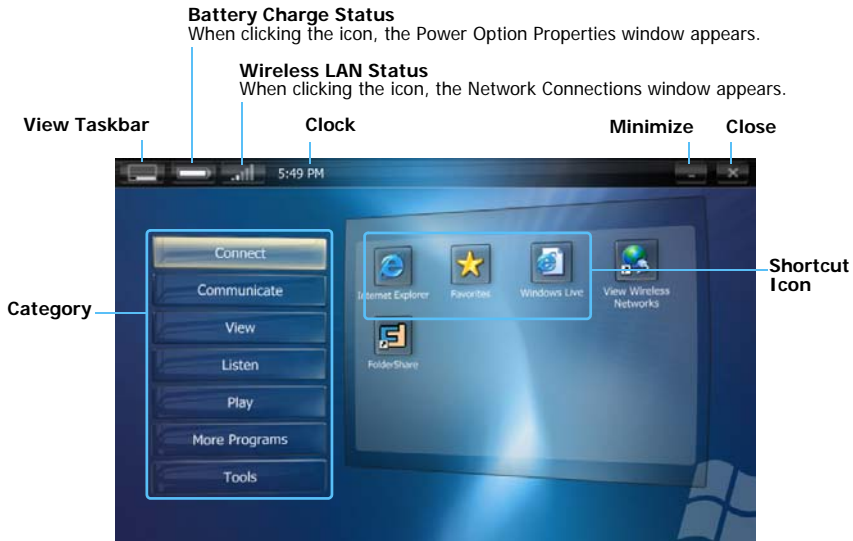 Battery Charge Status
When clicking the icon, the Power Option Properties window appears.
Wireless LAN Status
When clicking the icon, the Network Connections window appears.
View Taskbar
Clock
Minimize
Close
5:49 PM
Category
Connect
Communicate
View
Listen
Play
More Programs
Tools
Internet Explorer
Favorites
Windows Live
View Wireless
Networks
FolderShare
Shortcut
Icon